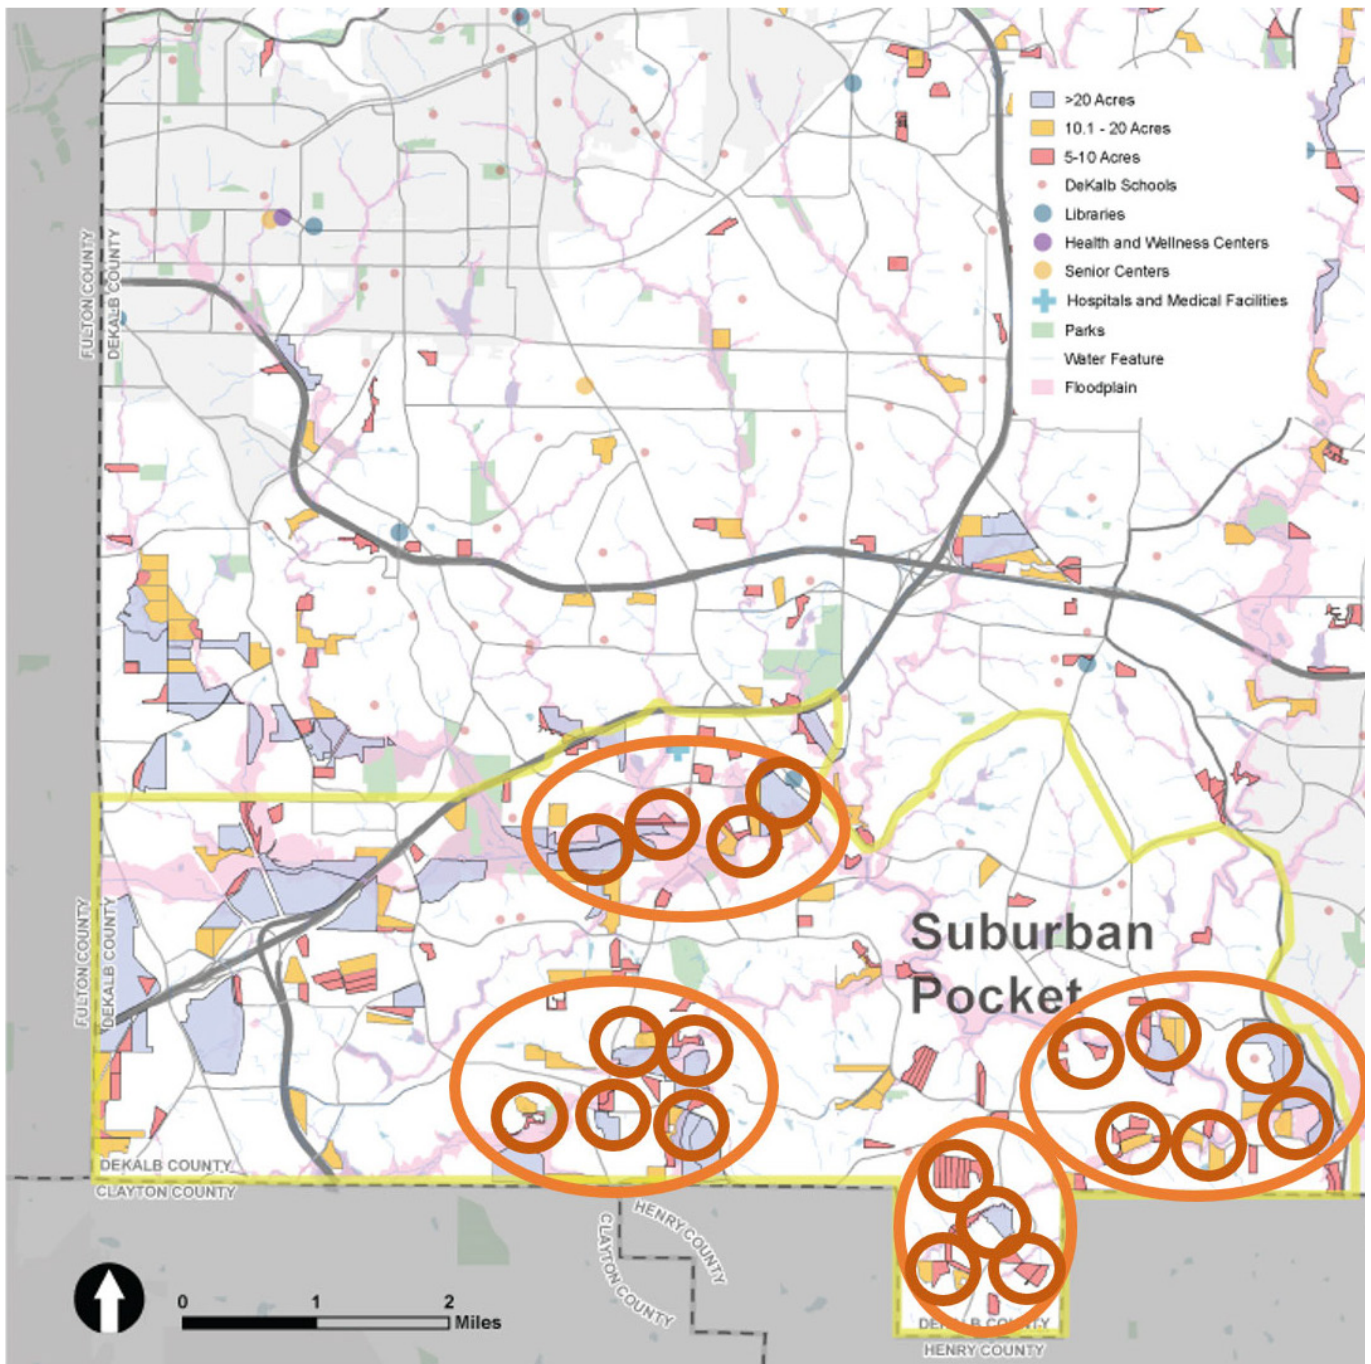 >20 Acres
10.1 - 20 Acres
5-10 Acres
DeKalb Schools
Libraries
Health and Wellness Centers
Senior Centers
Hospitals and Medical Facilities
Parks
Water Feature
Floodplain
FULTON COUNTY
DEKALB COUNTY
FULTON COUNTY
DEKALB COUNTY
Suburban
Pocket
DEKALB COUNTY
CLAYTON COUNTY
HENRY COUNTY
CLAYTON COUNTY
0 1 2
Miles
DEKALB COUNTY
HENRY COUNTY